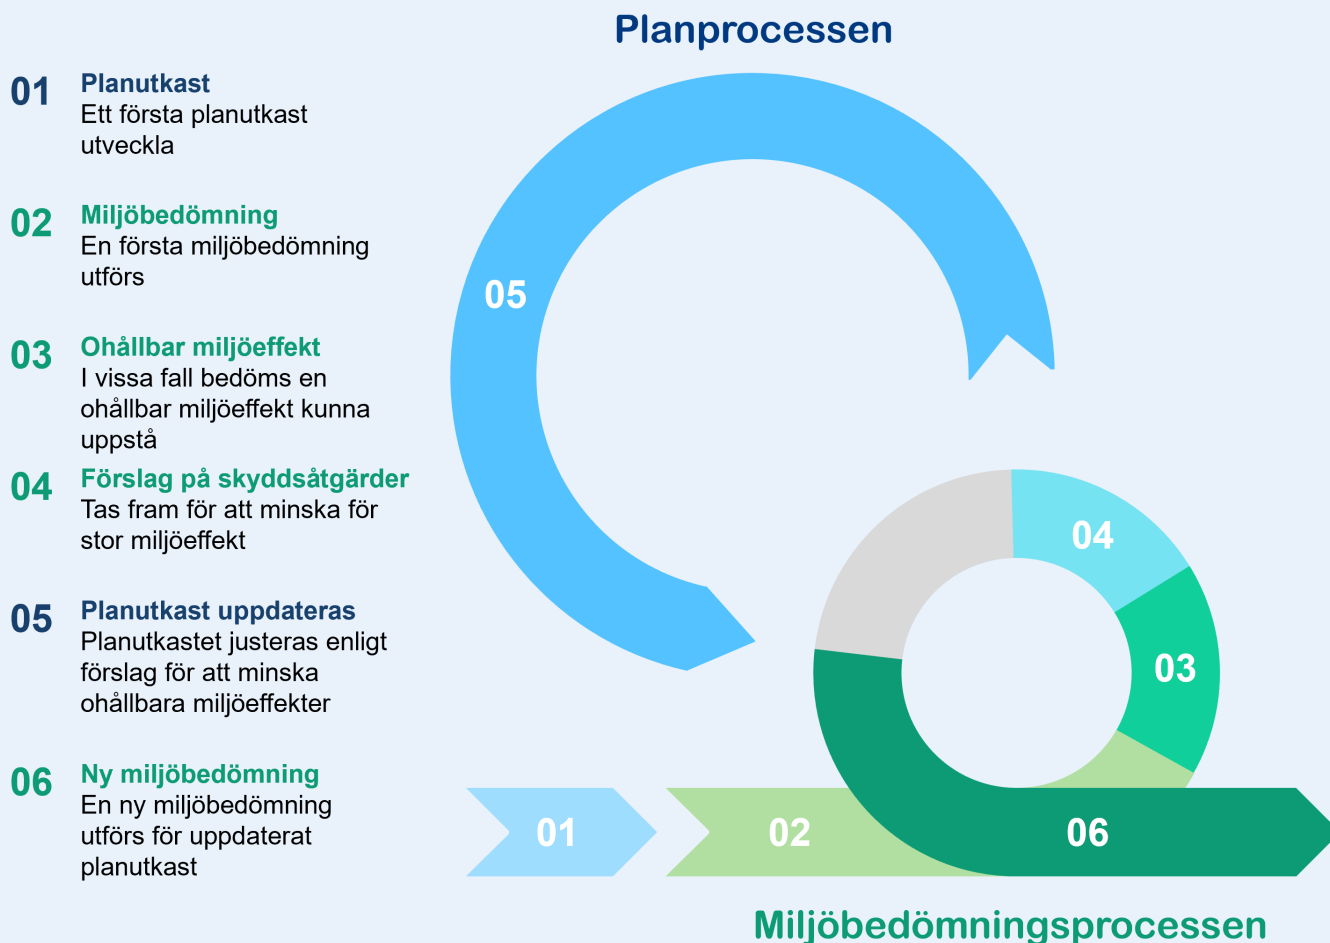 Planprocessen
01 Planutkast
Ett första planutkast
utveckla
02 Miljöbedömning
En första miljöbedömning
utförs
03 Ohållbar miljöeffekt
I vissa fall bedöms en
ohållbar miljöeffekt kunna
uppstå
04 Förslag på skyddsåtgärder
Tas fram för att minska för
stor miljöeffekt
05 Planutkast uppdateras
Planutkastet justeras enligt
förslag för att minska
ohållbara miljöeffekter
06 Ny miljöbedömning
En ny miljöbedömning
utförs för uppdaterat
planutkast
05
04
03
01 02 06
Miljöbedömningsprocessen